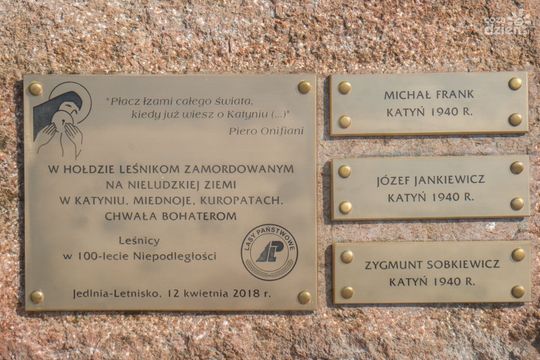 "Płacz łzami całego świata,
kiedy już wiesz o Katyniu (...)"
Piero Onifiani
W HOŁDZIE LEŚNIKOM ZAMORDOWANYM
NA NIELUDZKIEJ ZIEMI
W KATYNIU, MIEDNOJE, KUROPATACH.
CHWAŁA BOHATEROM
Leśnicy
w 100-lecie Niepodległości
LASY PAŃSTWOWE
Jedlnia-Letnisko, 12 kwietnia 2018 r.
MICHAŁ FRANK
KATYŃ 1940 R.
JÓZEF JANKIEWICZ
KATYŃ 1940 R.
ZYGMUNT SOBKIEWICZ
KATYŃ 1940 R.